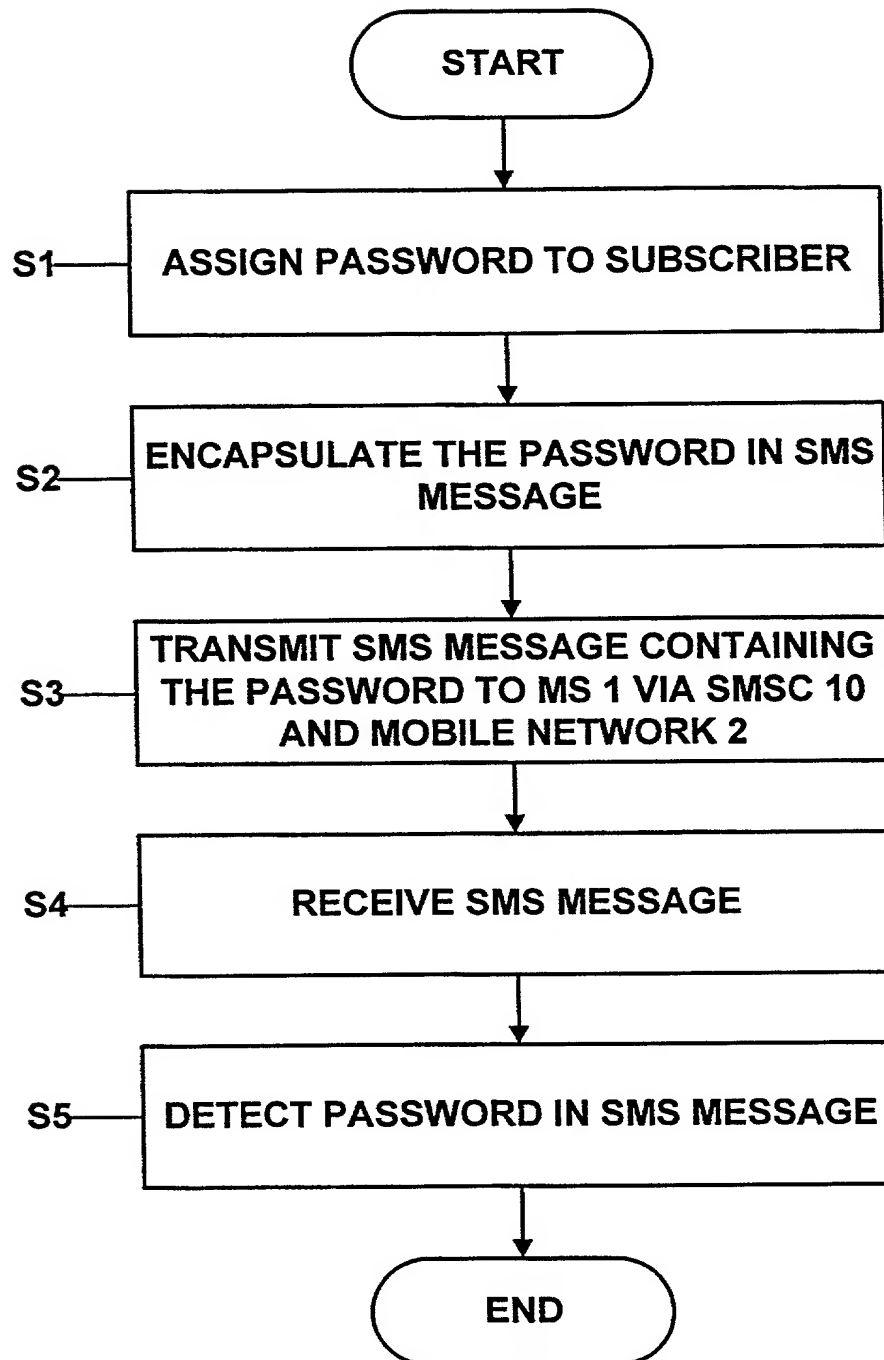 START
S1
ASSIGN PASSWORD TO SUBSCRIBER
S2
ENCAPSULATE THE PASSWORD IN SMS
MESSAGE
S3
TRANSMIT SMS MESSAGE CONTAINING
THE PASSWORD TO MS 1 VIA SMSC 10
AND MOBILE NETWORK 2
S4
RECEIVE SMS MESSAGE
S5
DETECT PASSWORD IN SMS MESSAGE
END